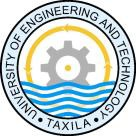 UNIVERSITY OF ENGINEERING AND TECHNOLOGY
• TAXILA •